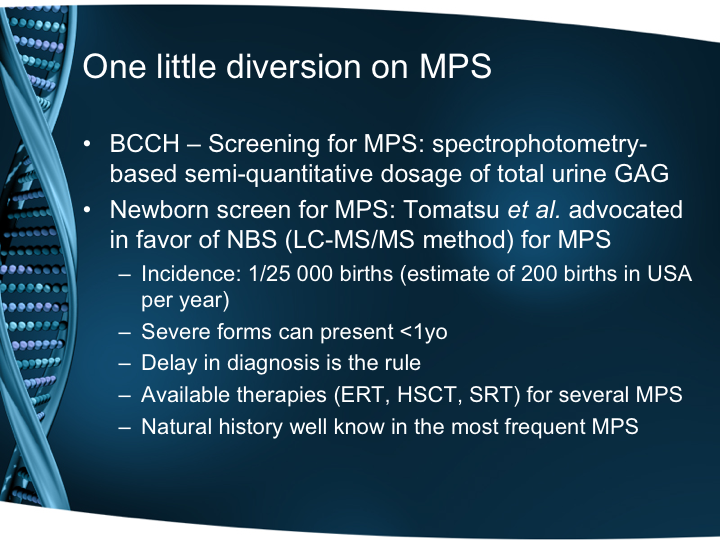 One little diversion on MPS
• BCCH – Screening for MPS: spectrophotometry-
based semi-quantitative dosage of total urine GAG
• Newborn screen for MPS: Tomatsu et al. advocated
in favor of NBS (LC-MS/MS method) for MPS
– Incidence: 1/25 000 births (estimate of 200 births in USA
per year)
– Severe forms can present <1yo
– Delay in diagnosis is the rule
– Available therapies (ERT, HSCT, SRT) for several MPS
– Natural history well know in the most frequent MPS